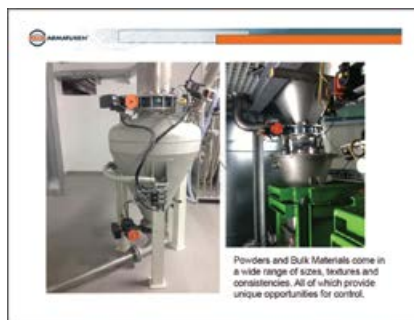 ARMATUREN
Powders and Bulk Materials come in
a wide range of sizes, textures and
consistencies. All of which provide
unique opportunities for control.